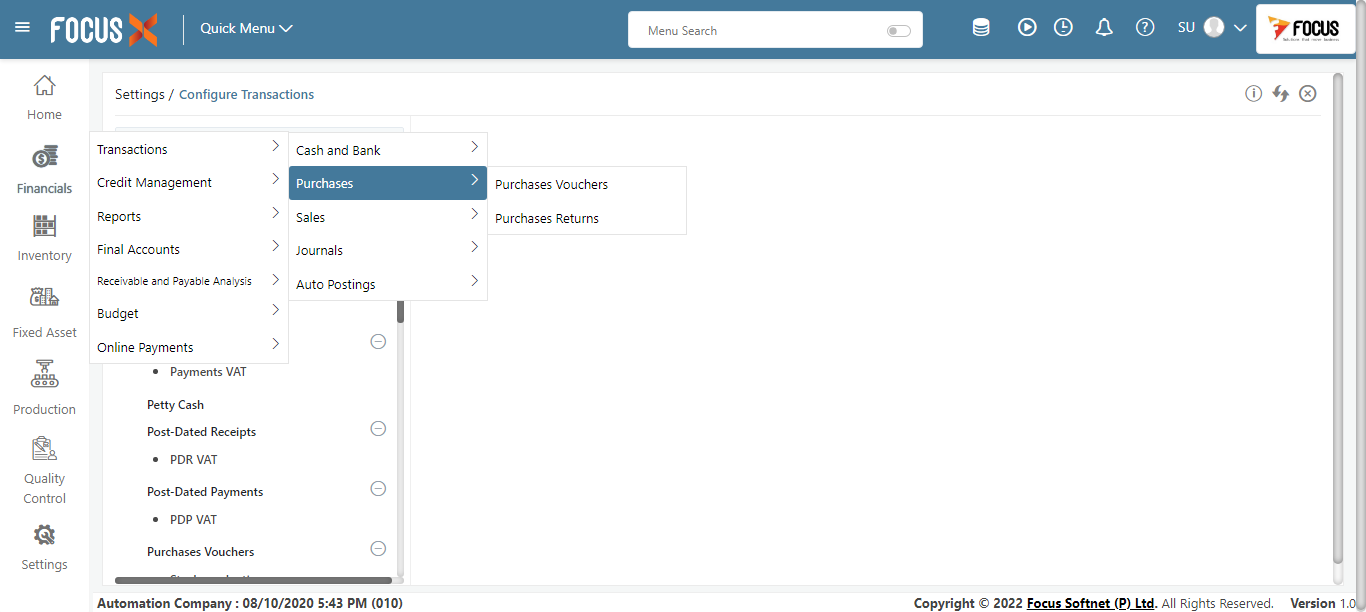 FOCUS X
Quick Menu
Menu Search
SU
FOCUS
Settings / Configure Transactions
Home
Financials
Inventory
Fixed Asset
Production
Quality
Control
Settings
Transactions
Credit Management
Reports
Final Accounts
Receivable and Payable Analysis
Budget
Online Payments
Cash and Bank
Purchases
Sales
Journals
Auto Postings
Purchases Vouchers
Purchases Returns
Payments VAT
Petty Cash
Post-Dated Receipts
PDR VAT
Post-Dated Payments
PDP VAT
Purchases Vouchers
Automation Company : 08/10/2020 5:43 PM (010)
Copyright © 2022 Focus Softnet (P) Ltd. All Rights Reserved. Version 1.0